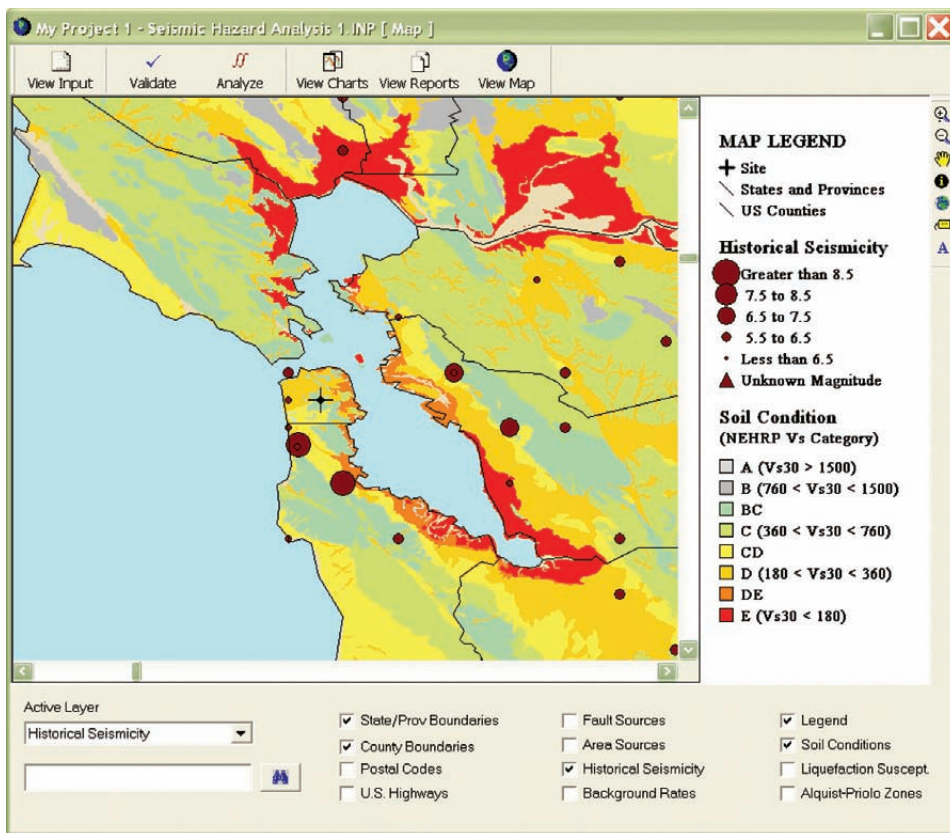 My Project 1 - Seismic Hazard Analysis 1.INP [ Map ]
View Input Validate Analyze View Charts View Reports View Map
MAP LEGEND
Site
States and Provinces
US Counties
Historical Seismicity
Greater than 8.5
7.5 to 8.5
6.5 to 7.5
5.5 to 6.5
Less than 6.5
Unknown Magnitude
Soil Condition
(NEHRP Vs Category)
A (Vs30 > 1500)
B (760 < Vs30 < 1500)
BC
C (360 < Vs30 < 760)
CD
D (180 < Vs30 < 360)
DE
E (Vs30 < 180)
A
Active Layer
Historical Seismicity
State/Prov Boundaries
County Boundaries
Postal Codes
U.S. Highways
Fault Sources
Area Sources
Historical Seismicity
Background Rates
Legend
Soil Conditions
Liquefaction Suscept.
Alquist-Priolo Zones